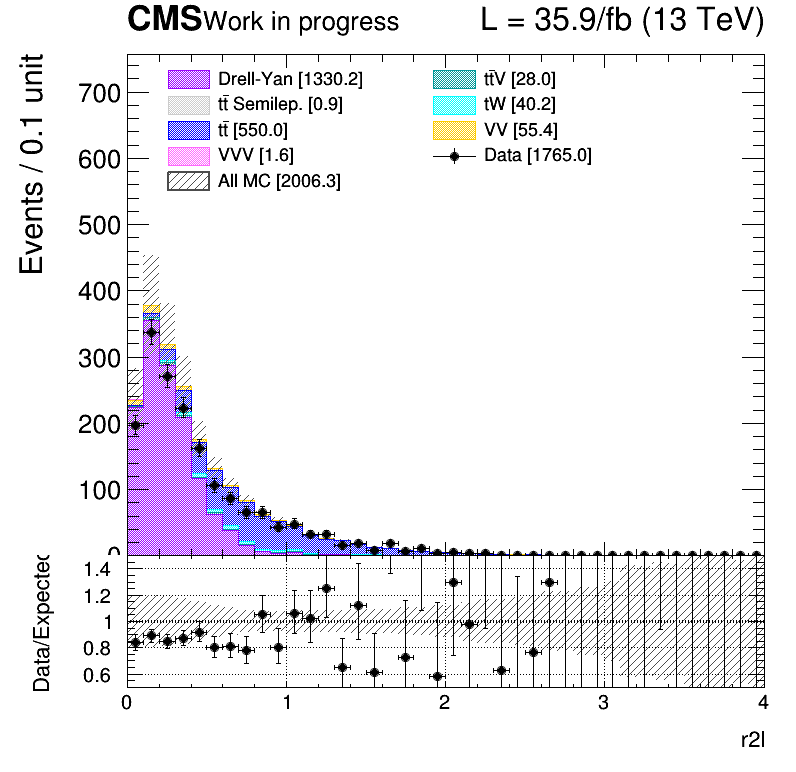 CMS Work in progress L = 35.9/fb (13 TeV)
Events / 0.1 unit
700
600
500
400
300
200
100
0
Drell-Yan [1330.2]
tt̄ Semilep. [0.9]
tt̄ [550.0]
VVV [1.6]
All MC [2006.3]
tt̄V [28.0]
tW [40.2]
VV [55.4]
Data [1765.0]
Data/Expected
1.4
1.2
1
0.8
0.6
0 1 2 3 4
r2l